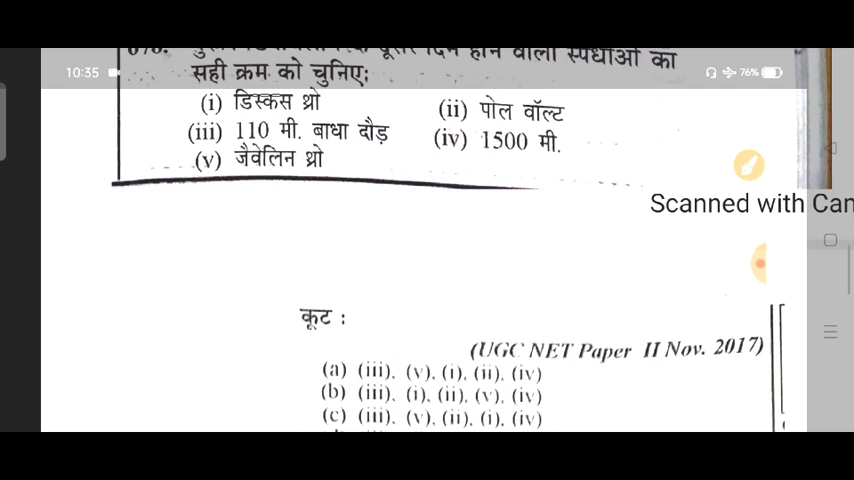 सही क्रम को चुनिए:
10:35
76%
(i) डिस्कस थ्रो (ii) पोल वॉल्ट
(iii) 110 मी. बाधा दौड़ (iv) 1500 मी.
(v) जैवेलिन थ्रो
Scanned with Can
कूट :
(UGC NET Paper II Nov. 2017)
(a) (iii), (v), (i), (ii), (iv)
(b) (iii), (i), (ii), (v), (iv)
(c) (iii), (v), (ii), (i), (iv)